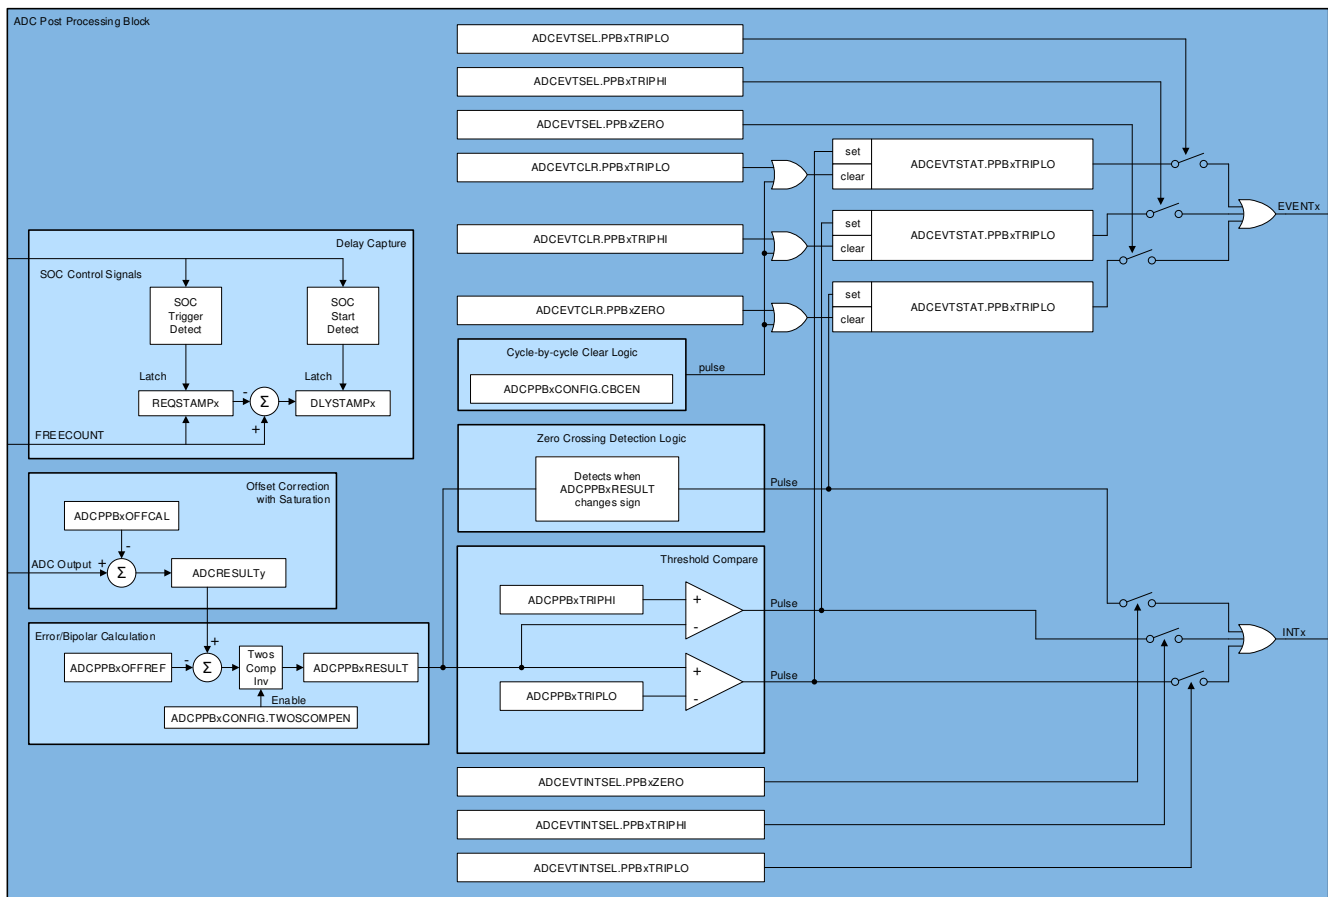 ADC Post Processing Block
ADCEVTSEL.PPBxTRIPLO
ADCEVTSEL.PPBxTRIPHI
ADCEVTSEL.PPBxZERO
ADCEVTCLR.PPBxTRIPLO
set
clear
ADCEVTSTAT.PPBxTRIPLO
EVENTx
ADCEVTCLR.PPBxTRIPHI
set
clear
ADCEVTSTAT.PPBxTRIPLO
ADCEVTCLR.PPBxZERO
set
clear
ADCEVTSTAT.PPBxTRIPLO
Delay Capture
SOC Control Signals
SOC
Trigger
Detect
SOC
Start
Detect
Latch
Latch
REQSTAMPx
-
Σ
+
DLYSTAMPx
FREECOUNT
Cycle-by-cycle Clear Logic
ADCPPBxCONFIG.CBCEN
pulse
Zero Crossing Detection Logic
Detects when
ADCPPBxRESULT
changes sign
Pulse
Offset Correction
with Saturation
ADCPPBxOFFCAL
-
+
ADC Output
Σ
ADCRESULTy
Threshold Compare
ADCPPBxTRIPHI
+
-
Pulse
+
-
ADCPPBxTRIPLO
Pulse
INTx
Error/Bipolar Calculation
+
ADCPPBxOFFREF
-
Σ
Twos
Comp
Inv
ADCPPBxRESULT
Enable
ADCPPBxCONFIG.TWOSCOMPEN
ADCEVTINTSEL.PPBxZERO
ADCEVTINTSEL.PPBxTRIPHI
ADCEVTINTSEL.PPBxTRIPLO